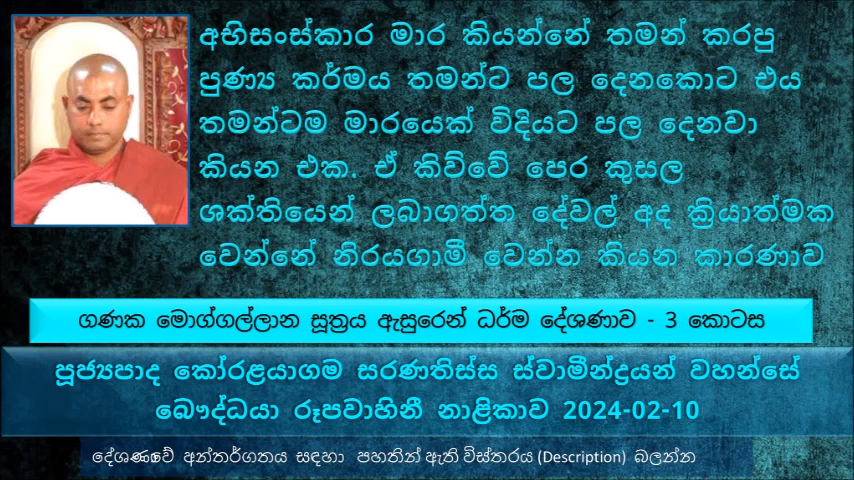 අභිසංස්කාර මාර කියන්නේ තමන් කරපු
පුණ්‍ය කර්මය තමන්ට පල දෙනකොට එය
තමන්ටම මාරයෙක් විදියට පල දෙනවා
කියන එක. ඒ කිව්වේ පෙර කුසල
ශක්තියෙන් ලබාගත්ත දේවල් අද ක්‍රියාත්මක
වෙන්නේ නිරයගාමී වෙන්න කියන කාරණාව
ගණක මොග්ගල්ලාන සූත්‍රය ඇසුරෙන් ධර්ම දේශණාව - 3 කොටස
පූජ්‍යපාද කෝරළයාගම සරණතිස්ස ස්වාමීන්ද්‍රයන් වහන්සේ
බෞද්ධයා රූපවාහිනී නාළිකාව 2024-02-10
දේශණාවේ අන්තර්ගතය සඳහා පහතින් ඇති විස්තරය (Description) බලන්න